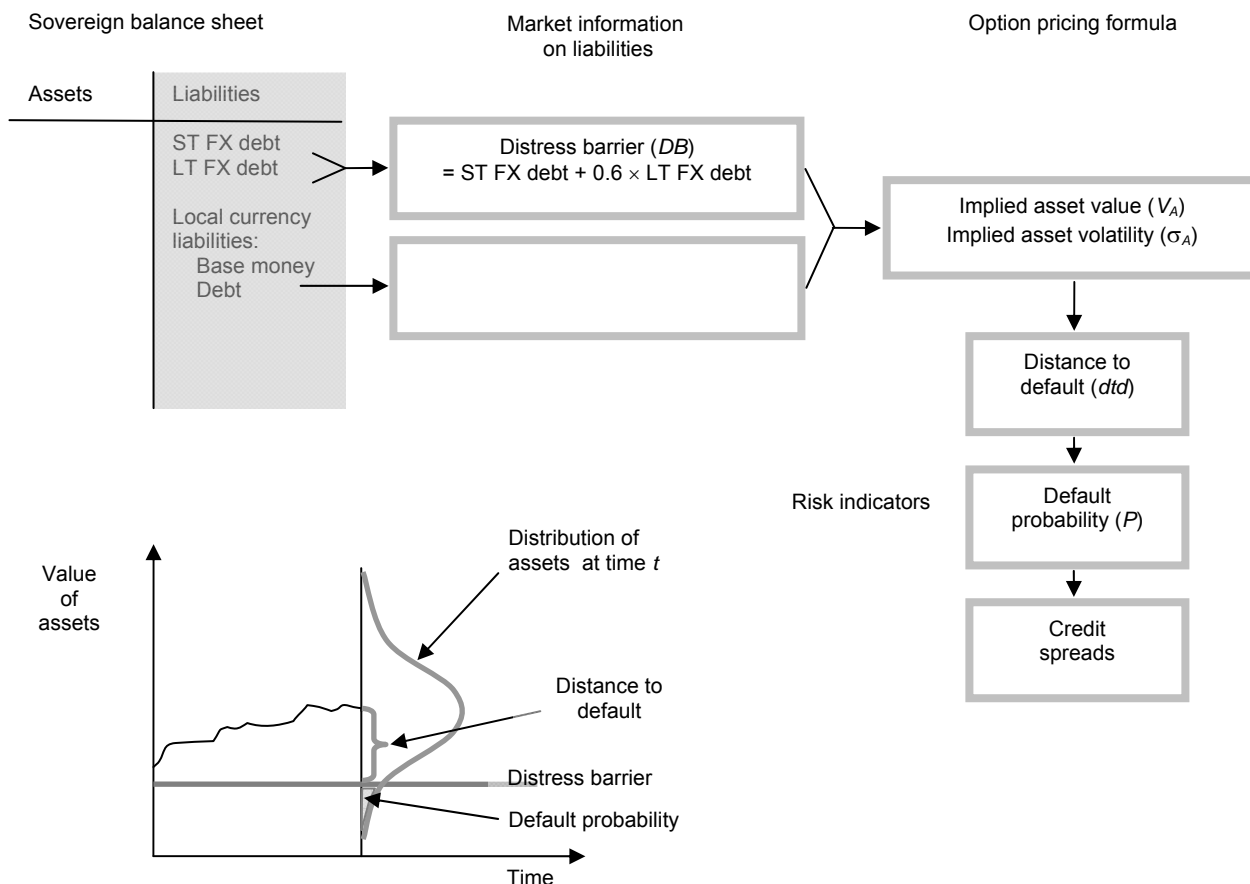 Sovereign balance sheet
Market information
on liabilities
Option pricing formula
Assets
Liabilities
ST FX debt
LT FX debt
Local currency
liabilities:
Base money
Debt
Distress barrier (DB)
= ST FX debt + 0.6 × LT FX debt
Implied asset value (V_A)
Implied asset volatility (σ_A)
Distance to
default (dtd)
Risk indicators
Default
probability (P)
Credit
spreads
Value
of
assets
Distribution of
assets at time t
Distance to
default
Distress barrier
Default probability
Time